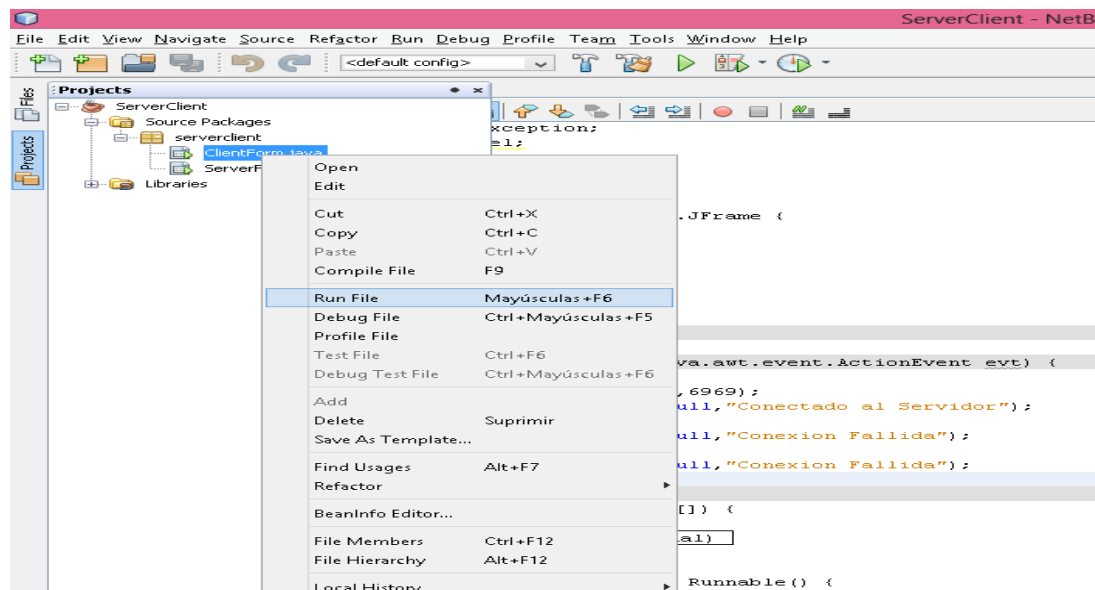 ServerClient - NetB
File Edit View Navigate Source Refactor Run Debug Profile Team Tools Window Help
<default config>
Files
Projects
Projects
ServerClient
Source Packages
serverclient
ClientForm.java
ServerF
Libraries
xception;
el;
.JFrame {
va.awt.event.ActionEvent evt) {
,6969);
ull,"Conectado al Servidor");
ull,"Conexion Fallida");
ull,"Conexion Fallida");
[]) {
al)
Runnable() {
Open
Edit
Cut Ctrl+X
Copy Ctrl+C
Paste Ctrl+V
Compile File F9
Run File Mayúsculas+F6
Debug File Ctrl+Mayúsculas+F5
Profile File
Test File Ctrl+F6
Debug Test File Ctrl+Mayúsculas+F6
Add
Delete Suprimir
Save As Template...
Find Usages Alt+F7
Refactor
BeanInfo Editor...
File Members Ctrl+F12
File Hierarchy Alt+F12
Local History